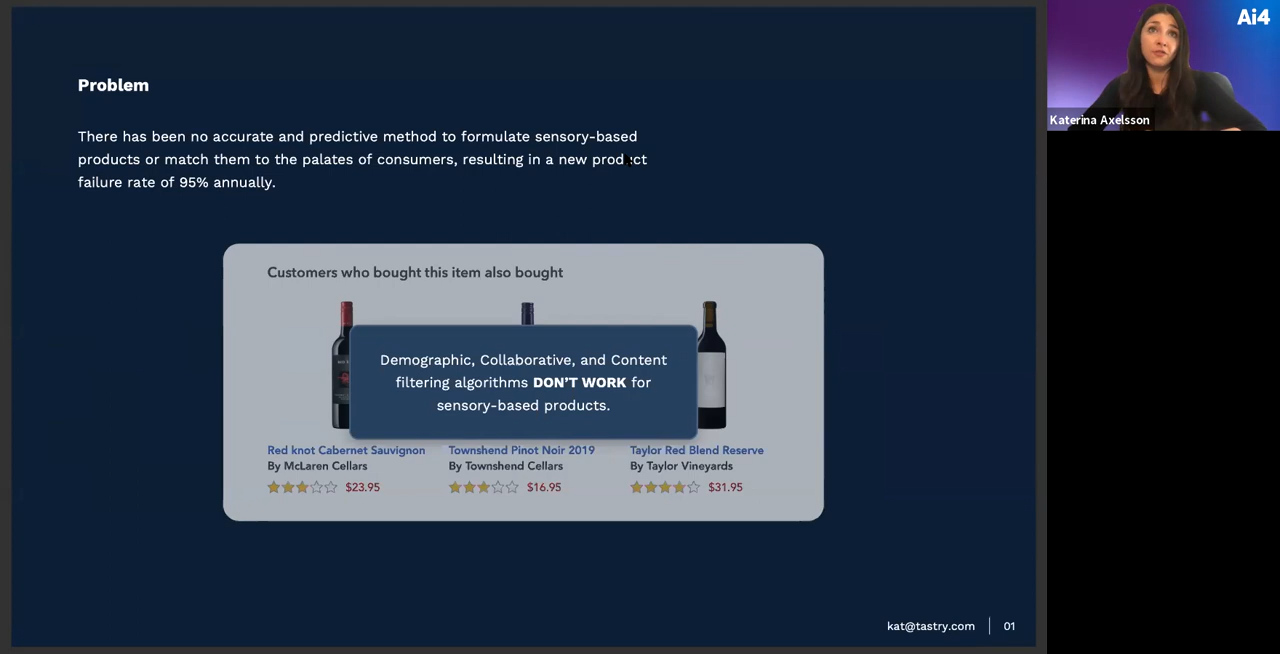 Problem
There has been no accurate and predictive method to formulate sensory-based
products or match them to the palates of consumers, resulting in a new product
failure rate of 95% annually.
Customers who bought this item also bought
Demographic, Collaborative, and Content
filtering algorithms DON'T WORK for
sensory-based products.
Red knot Cabernet Sauvignon
By McLaren Cellars
$23.95
Townshend Pinot Noir 2019
By Townshend Cellars
$16.95
Taylor Red Blend Reserve
By Taylor Vineyards
$31.95
kat@tastry.com
01
Ai4
Katerina Axelsson